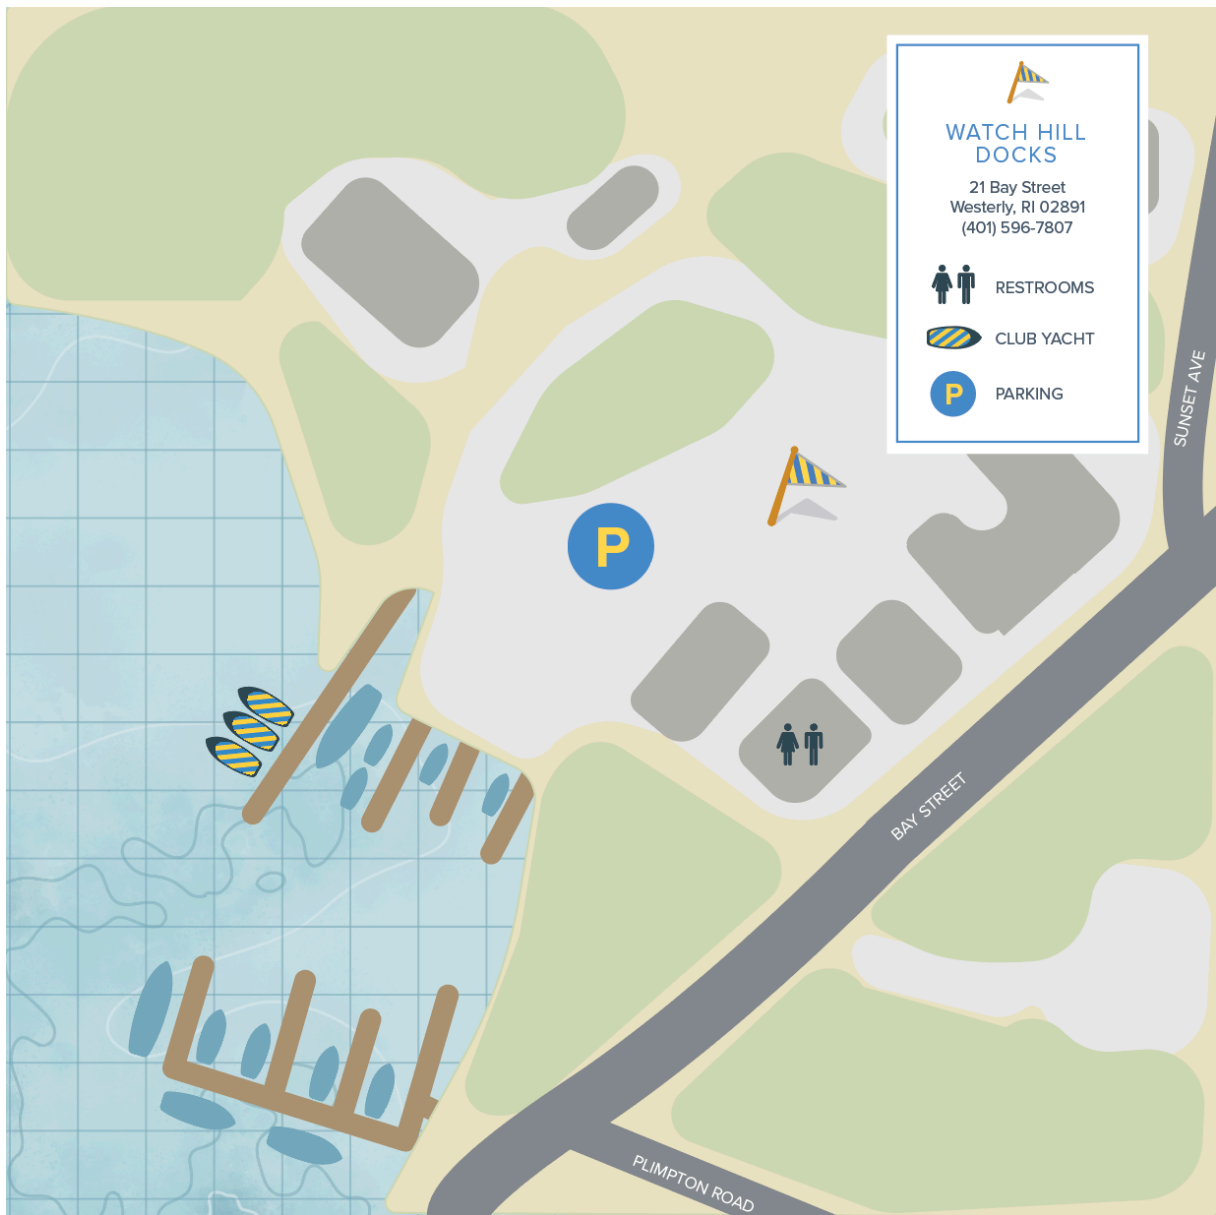 WATCH HILL
DOCKS
21 Bay Street
Westerly, RI 02891
(401) 596-7807
RESTROOMS
CLUB YACHT
P
PARKING
SUNSET AVE
P
BAY STREET
PLIMPTON ROAD